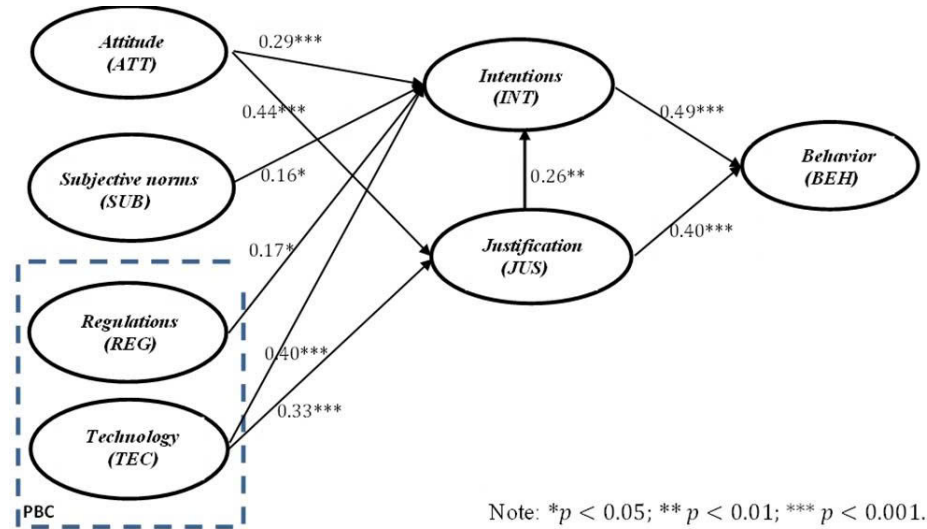 Attitude
(ATT)
0.29***
Intentions
(INT)
0.44***
0.49***
Subjective norms
(SUB)
0.16*
0.26**
Behavior
(BEH)
0.17*
Justification
(JUS)
0.40***
Regulations
(REG)
0.40***
0.33***
Technology
(TEC)
PBC
Note: *p < 0.05; ** p < 0.01; *** p < 0.001.